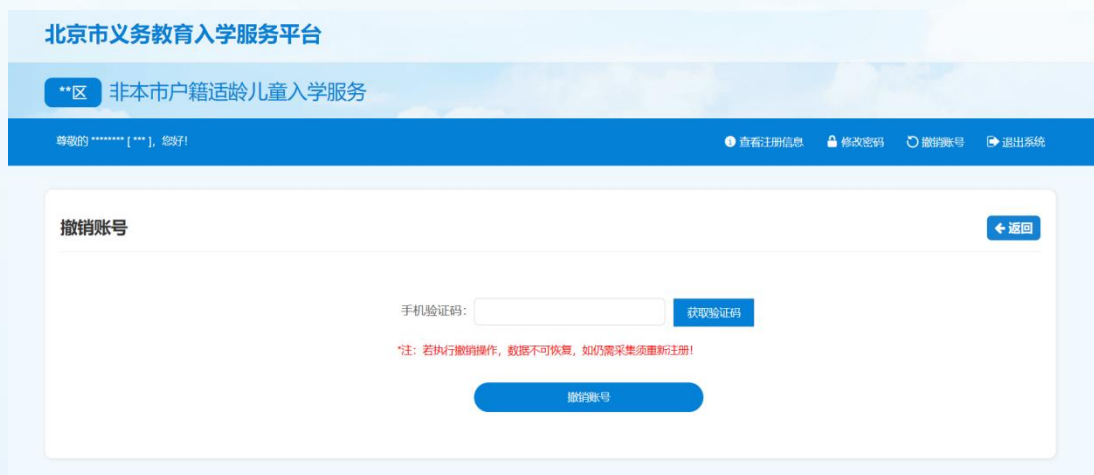 北京市义务教育入学服务平台
**区 非本市户籍适龄儿童入学服务
尊敬的 ******** [ *** ]，您好！ 查看注册信息 修改密码 撤销账号 退出系统
撤销账号 返回
手机验证码： 获取验证码
*注：若执行撤销操作，数据不可恢复，如仍需采集须重新注册！
撤销账号